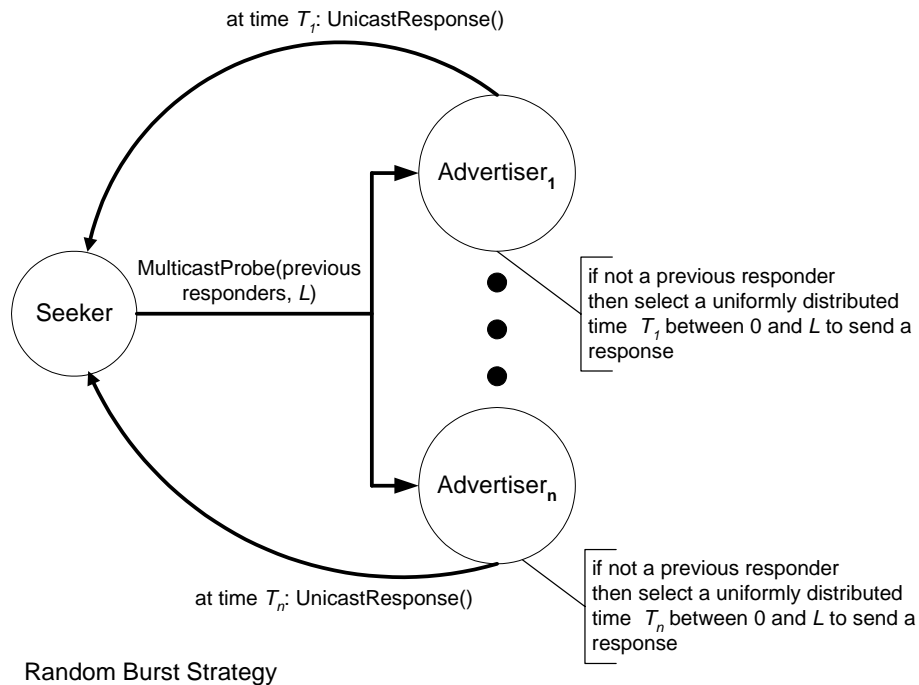 at time T1: UnicastResponse()
Advertiser1
MulticastProbe(previous
responders, L)
Seeker
if not a previous responder
then select a uniformly distributed
time T1 between 0 and L to send a
response
Advertisern
at time Tn: UnicastResponse()
if not a previous responder
then select a uniformly distributed
time Tn between 0 and L to send a
response
Random Burst Strategy